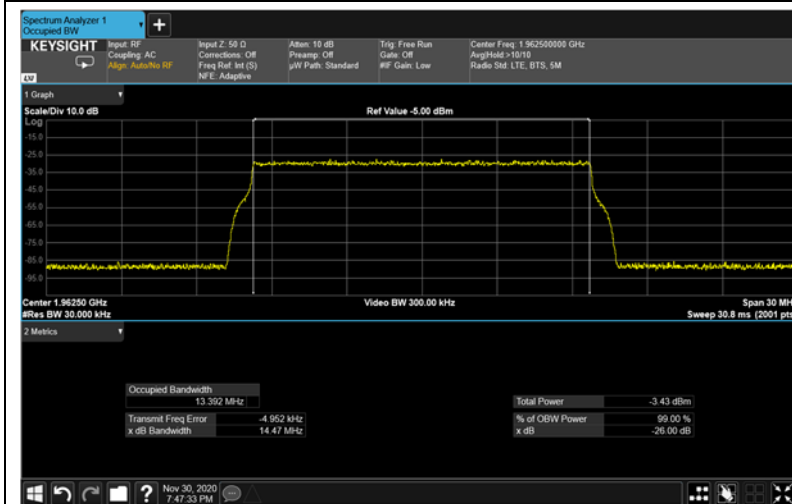 Spectrum Analyzer 1
Occupied BW
+
KEYSIGHT
Input: RF
Coupling: AC
Align: Auto/No RF
Input Z: 50 Ω
Corrections: Off
Freq Ref: Int (S)
NFE: Adaptive
Atten: 10 dB
Preamp: Off
µW Path: Standard
Trig: Free Run
Gate: Off
#IF Gain: Low
Center Freq: 1.962500000 GHz
Avg|Hold:>10/10
Radio Std: LTE, BTS, 5M
LXI
1 Graph
Scale/Div 10.0 dB
Ref Value -5.00 dBm
Log
-15.0
-25.0
-35.0
-45.0
-55.0
-65.0
-75.0
-85.0
-95.0
Center 1.96250 GHz
Video BW 300.00 kHz
Span 30 MH
#Res BW 30.000 kHz
Sweep 30.8 ms (2001 pts
2 Metrics
Occupied Bandwidth
13.392 MHz
Total Power -3.43 dBm
Transmit Freq Error -4.952 kHz
% of OBW Power 99.00 %
x dB Bandwidth 14.47 MHz
x dB -26.00 dB
?
Nov 30, 2020
7:47:33 PM